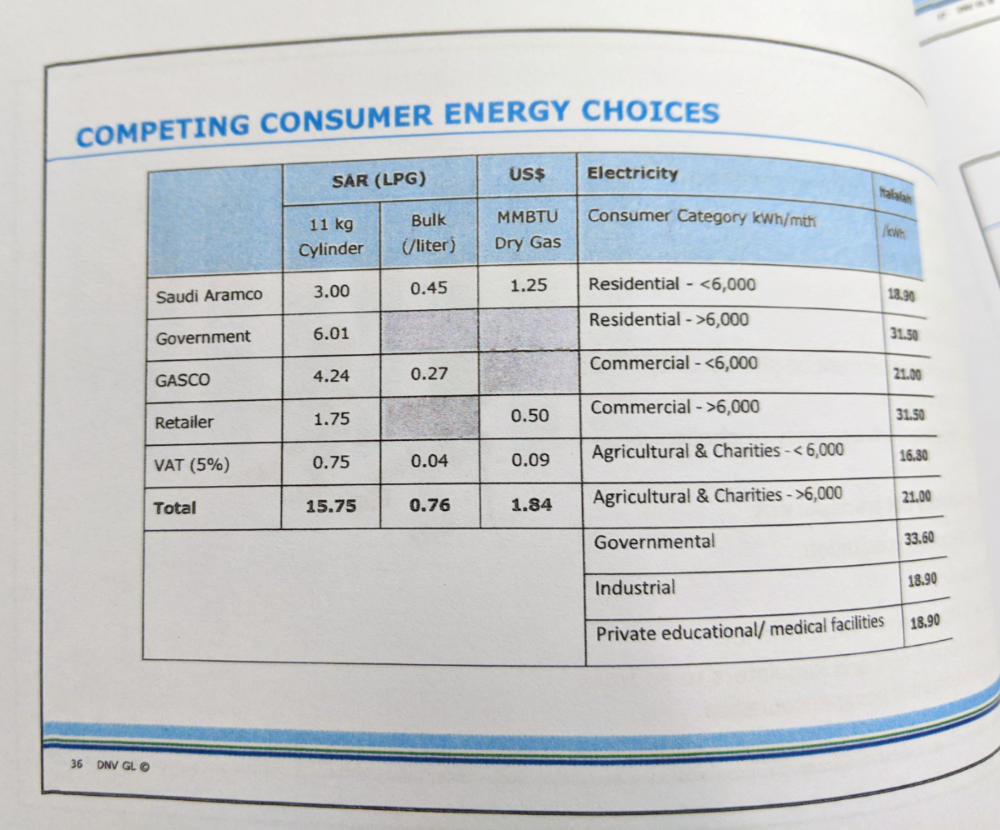 COMPETING CONSUMER ENERGY CHOICES
SAR (LPG) US$ Electricity Halalah
11 kg Cylinder Bulk (/liter) MMBTU Dry Gas Consumer Category kWh/mth /kWh
Saudi Aramco 3.00 0.45 1.25 Residential - <6,000 18.90
Government 6.01 Residential - >6,000 31.50
GASCO 4.24 0.27 Commercial - <6,000 21.00
Retailer 1.75 0.50 Commercial - >6,000 31.50
VAT (5%) 0.75 0.04 0.09 Agricultural & Charities - < 6,000 16.80
Total 15.75 0.76 1.84 Agricultural & Charities - >6,000 21.00
Governmental 33.60
Industrial 18.90
Private educational/ medical facilities 18.90
36 DNV GL ©